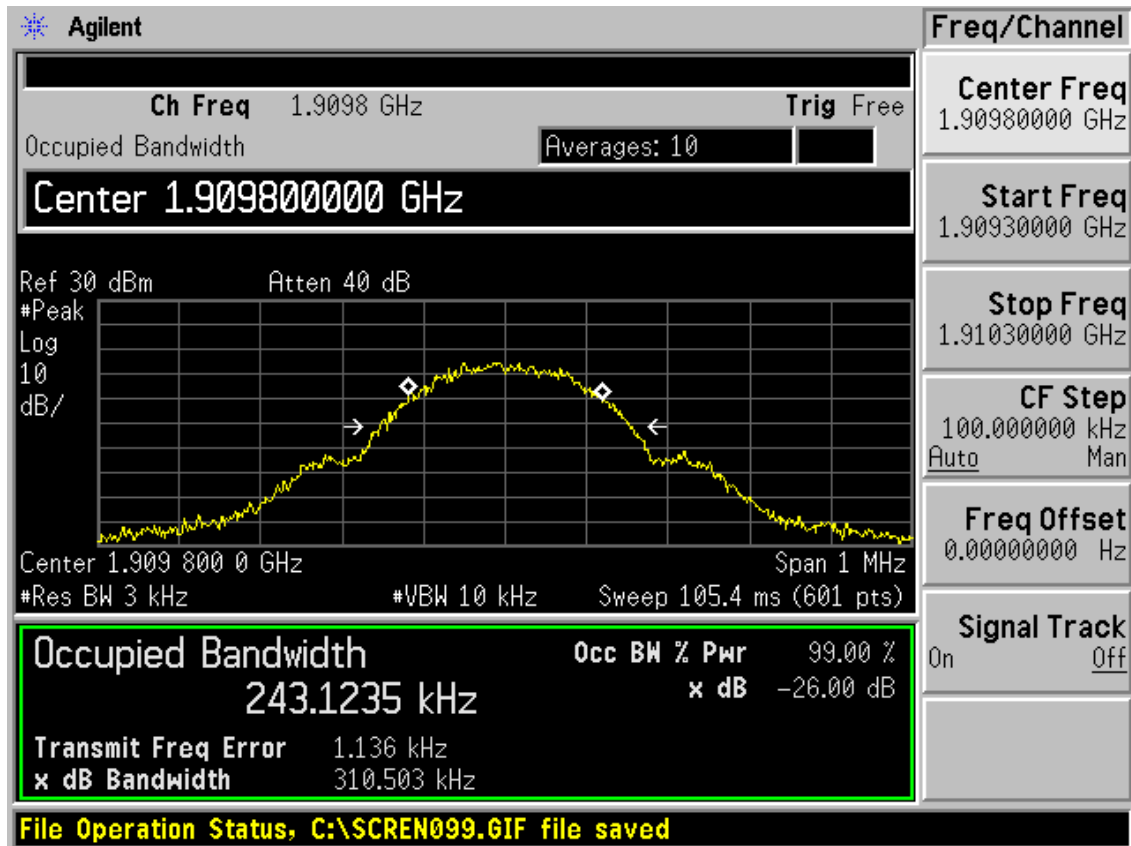 Agilent
Freq/Channel
Ch Freq 1.9098 GHz Trig Free
Occupied Bandwidth Averages: 10
Center 1.909800000 GHz
Ref 30 dBm Atten 40 dB
#Peak
Log
10
dB/
Center 1.909 800 0 GHz Span 1 MHz
#Res BW 3 kHz #VBW 10 kHz Sweep 105.4 ms (601 pts)
Occupied Bandwidth Occ BW % Pwr 99.00 %
243.1235 kHz x dB -26.00 dB
Transmit Freq Error 1.136 kHz
x dB Bandwidth 310.503 kHz
Center Freq
1.90980000 GHz
Start Freq
1.90930000 GHz
Stop Freq
1.91030000 GHz
CF Step
100.000000 kHz
Auto Man
Freq Offset
0.00000000 Hz
Signal Track
On Off
File Operation Status, C:\SCREN099.GIF file saved